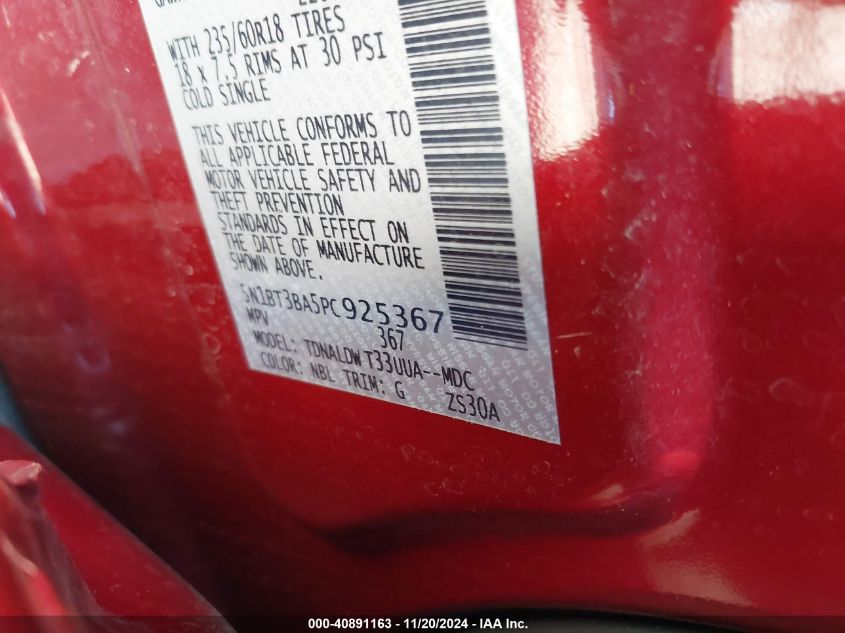 WITH 235/60R18 TIRES
18 x 7.5 RIMS AT 30 PSI
COLD SINGLE
THIS VEHICLE CONFORMS TO
ALL APPLICABLE FEDERAL
MOTOR VEHICLE SAFETY AND
THEFT PREVENTION
STANDARDS IN EFFECT ON
THE DATE OF MANUFACTURE
SHOWN ABOVE.
5N1BT3BA5PC925367
MPV 367
MODEL: TDNALDW T33UUA--MDC
COLOR: NBL TRIM: G ZS30A
000-40891163 - 11/20/2024 - IAA Inc.